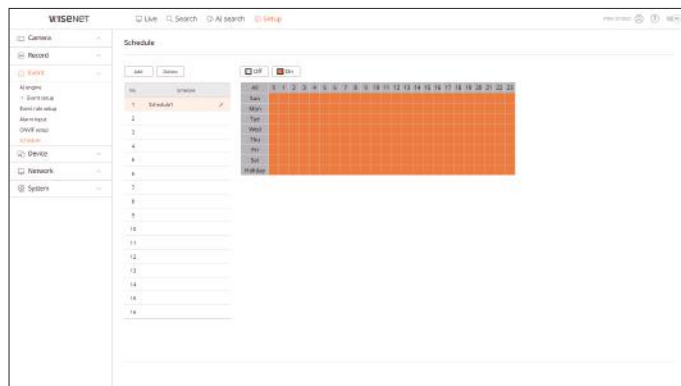 WISENET
Live Search AI search Setup
Camera
Schedule
Record
Event
Add Delete Off On
AI engine
No. Schedule
All 0 1 2 3 4 5 6 7 8 9 10 11 12 13 14 15 16 17 18 19 20 21 22 23
Event setup
Sun
1 Schedule1
Mon
Event rule setup
Alarm input
2
Tue
ONVIF setup
3
Wed
Schedule
Thu
4
Fri
Device
5
Sat
Network
6
Holiday
System
7
8
9
10
11
12
13
14
15
16